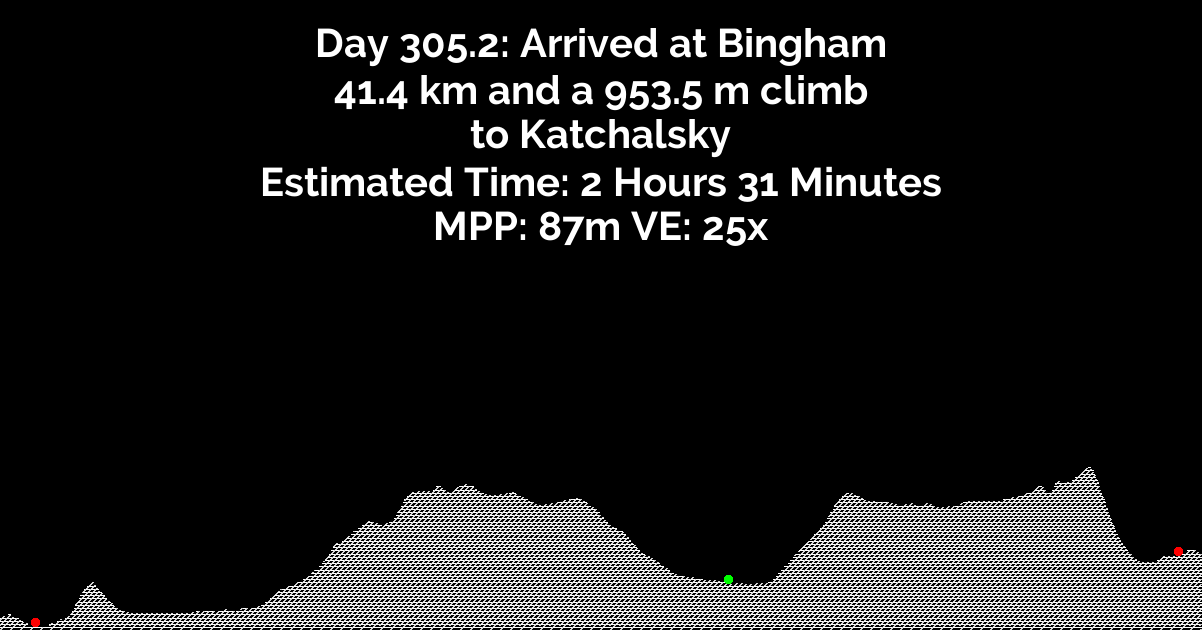 Day 305.2: Arrived at Bingham
41.4 km and a 953.5 m climb
to Katchalsky
Estimated Time: 2 Hours 31 Minutes
MPP: 87m VE: 25x